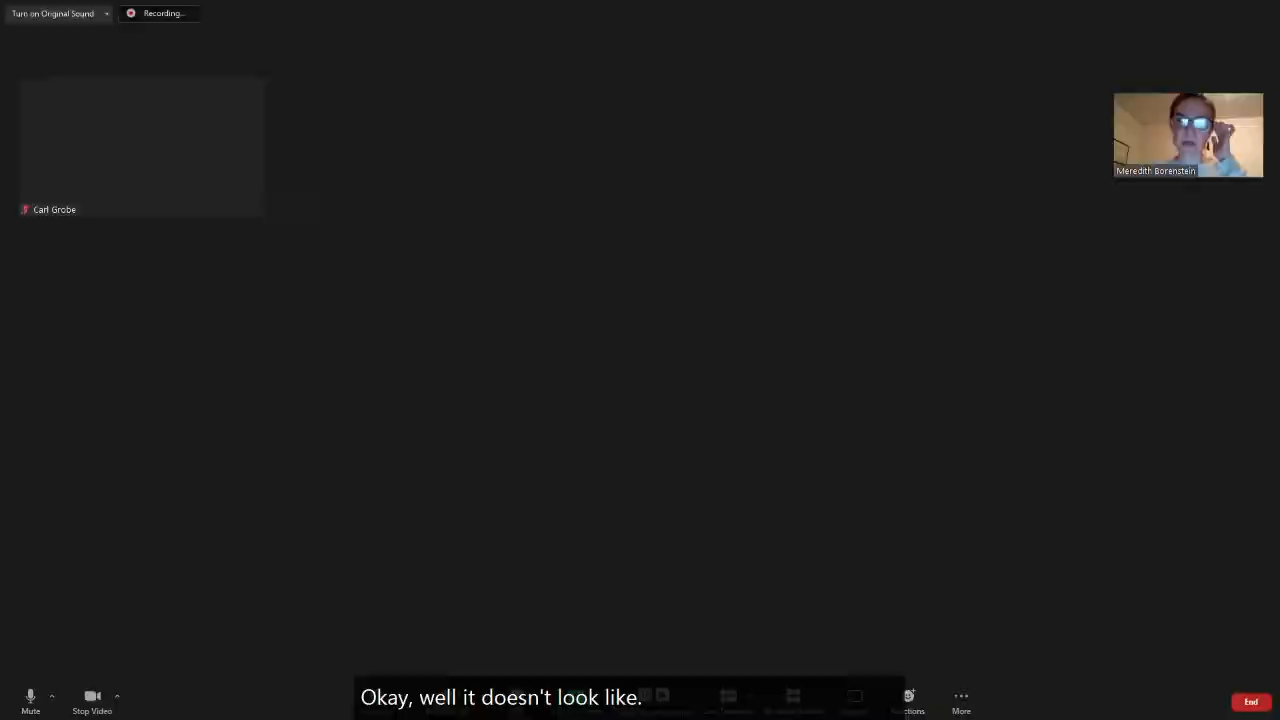 Turn on Original Sound
Recording...
Meredith Borenstein
Carl Grobe
Okay, well it doesn't look like.
Mute
Stop Video
More
End